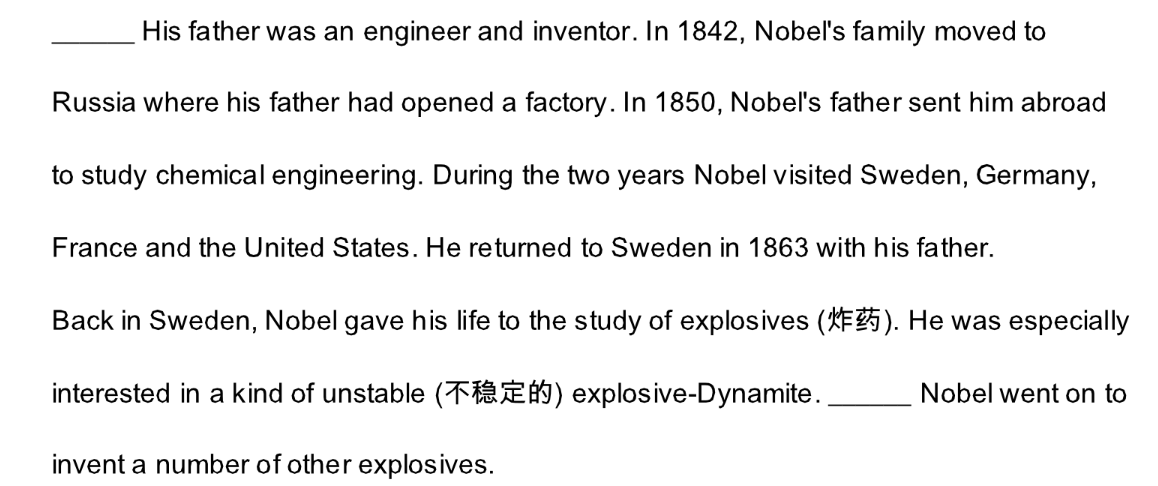 ______ His father was an engineer and inventor. In 1842, Nobel's family moved to
Russia where his father had opened a factory. In 1850, Nobel's father sent him abroad
to study chemical engineering. During the two years Nobel visited Sweden, Germany,
France and the United States. He returned to Sweden in 1863 with his father.
Back in Sweden, Nobel gave his life to the study of explosives (炸药). He was especially
interested in a kind of unstable (不稳定的) explosive-Dynamite. ______ Nobel went on to
invent a number of other explosives.